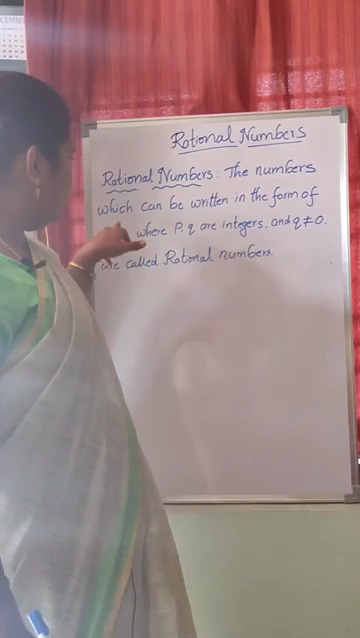 Rational Numbers
Rational Numbers: The numbers
which can be written in the form of
where P, q are integers, and q ≠ 0.
called Rational numbers.